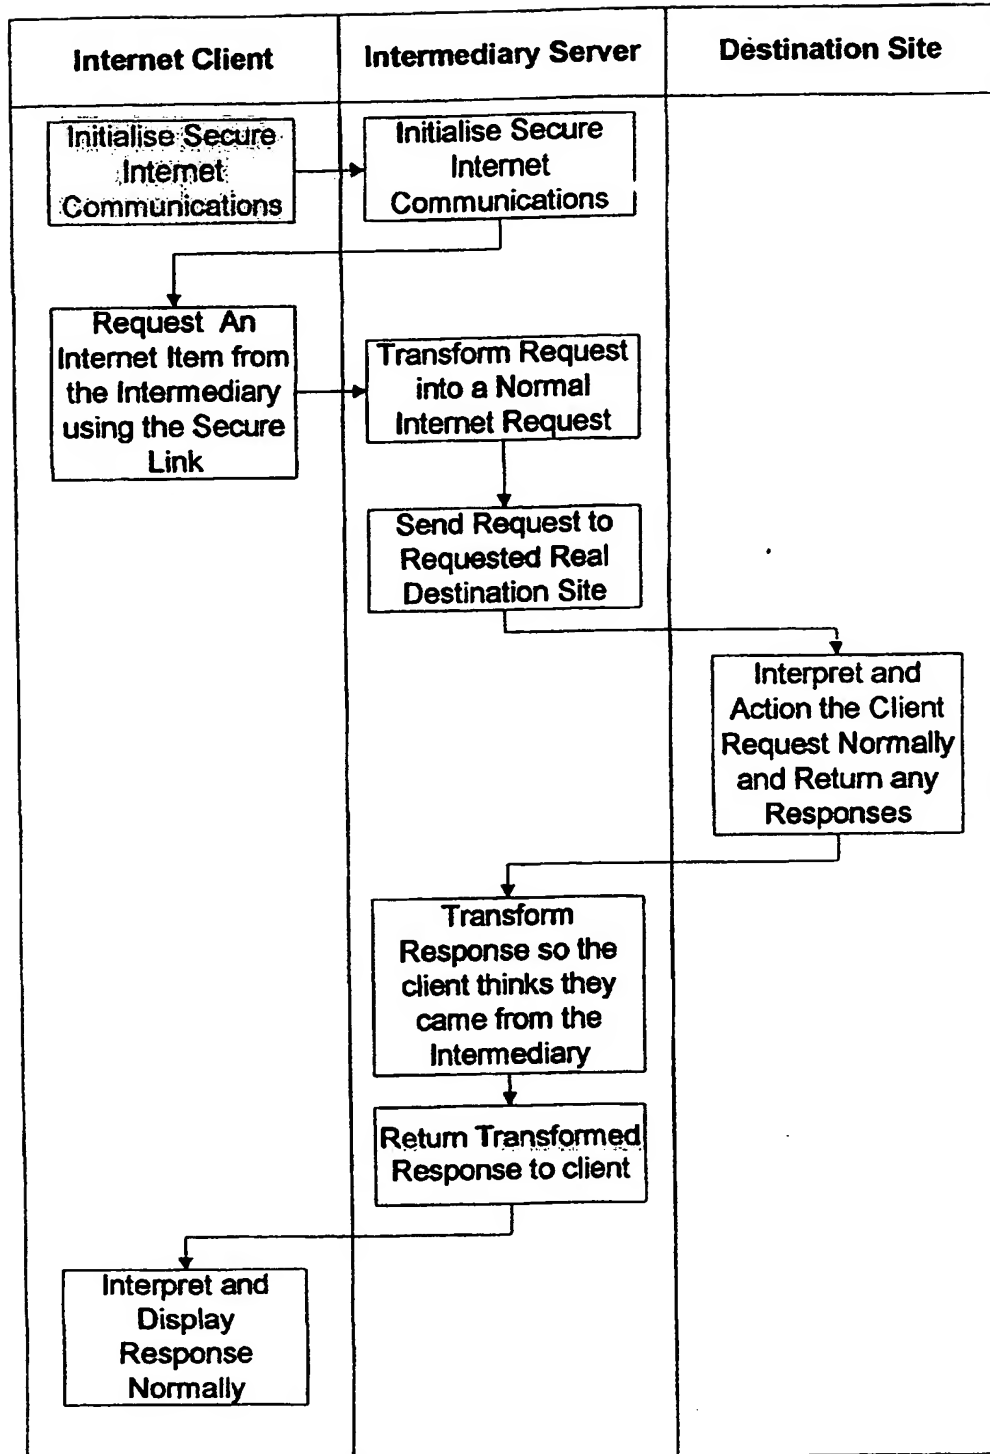 Internet Client
Intermediary Server
Destination Site
Initialise Secure
Internet
Communications
Initialise Secure
Internet
Communications
Request An
Internet Item from
the Intermediary
using the Secure
Link
Transform Request
into a Normal
Internet Request
Send Request to
Requested Real
Destination Site
Interpret and
Action the Client
Request Normally
and Return any
Responses
Transform
Response so the
client thinks they
came from the
Intermediary
Return Transformed
Response to client
Interpret and
Display
Response
Normally